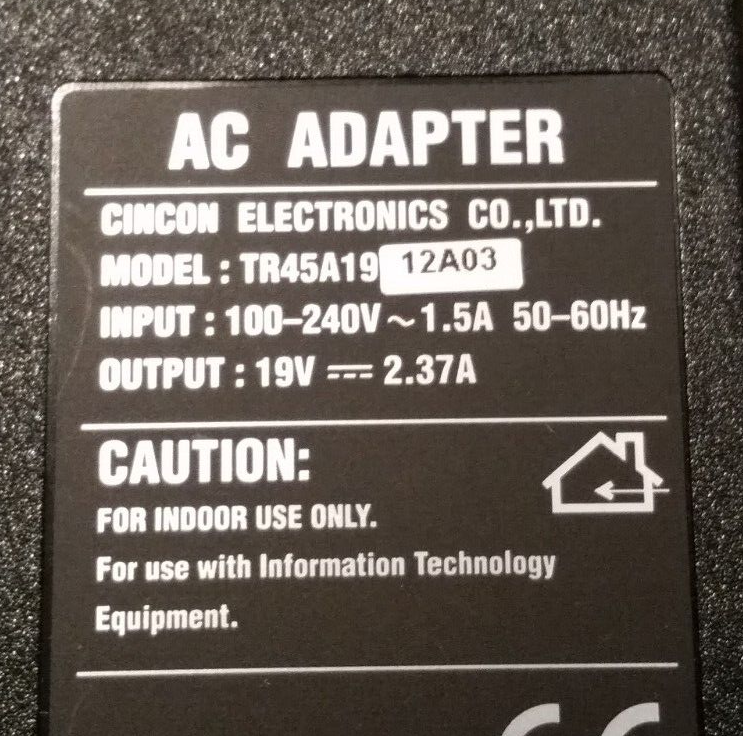 AC ADAPTER
CINCON ELECTRONICS CO.,LTD.
MODEL : TR45A19 12A03
INPUT : 100–240V ~ 1.5A 50–60Hz
OUTPUT : 19V ⎓ 2.37A
CAUTION:
FOR INDOOR USE ONLY.
For use with Information Technology
Equipment.